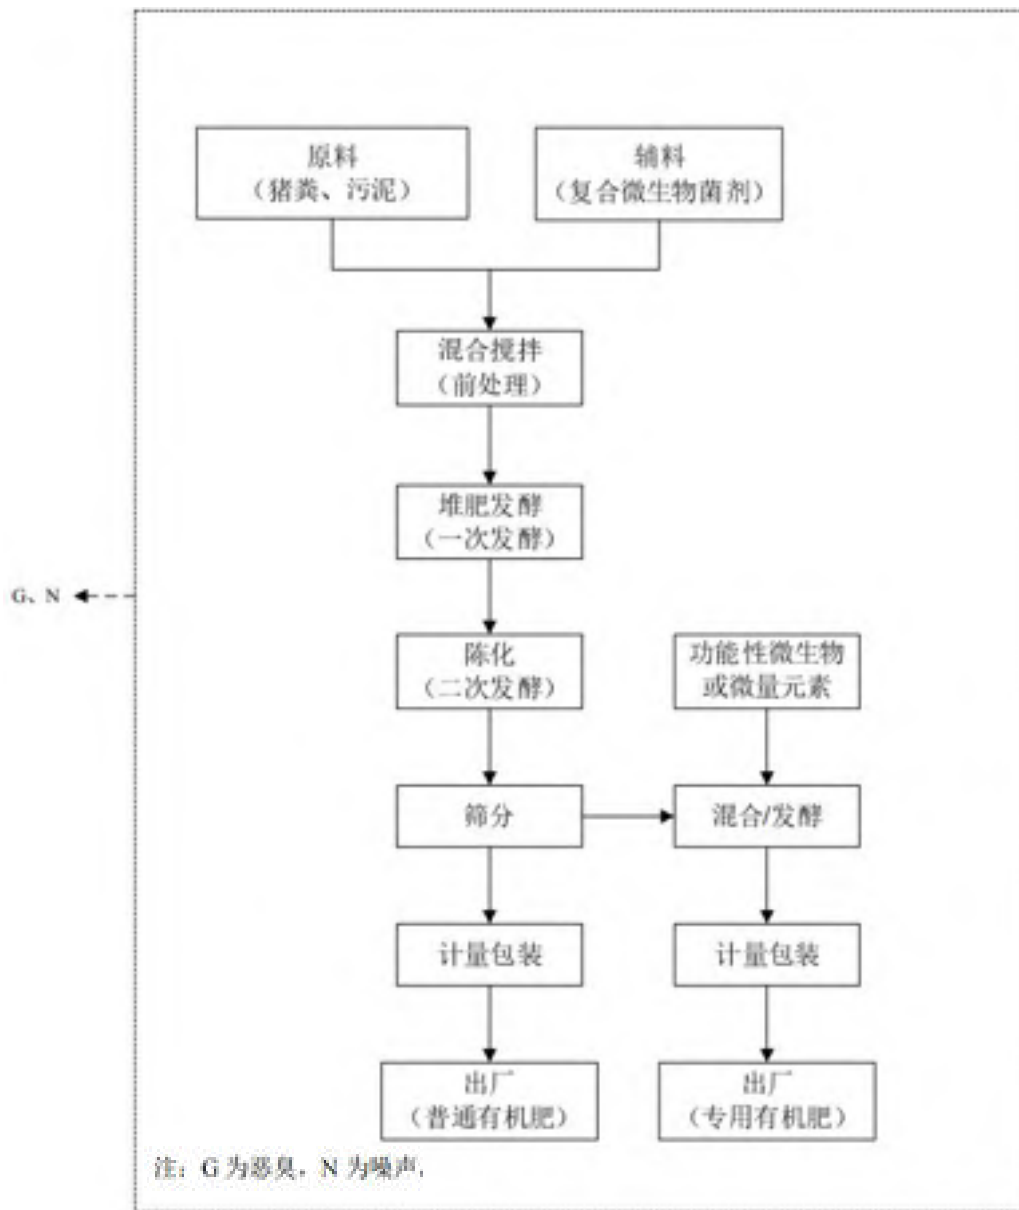 原料
（猪粪、污泥）
辅料
（复合微生物菌剂）
混合搅拌
（前处理）
堆肥发酵
（一次发酵）
G、N
陈化
（二次发酵）
功能性微生物
或微量元素
筛分
混合/发酵
计量包装
计量包装
出厂
（普通有机肥）
出厂
（专用有机肥）
注：G 为恶臭，N 为噪声.